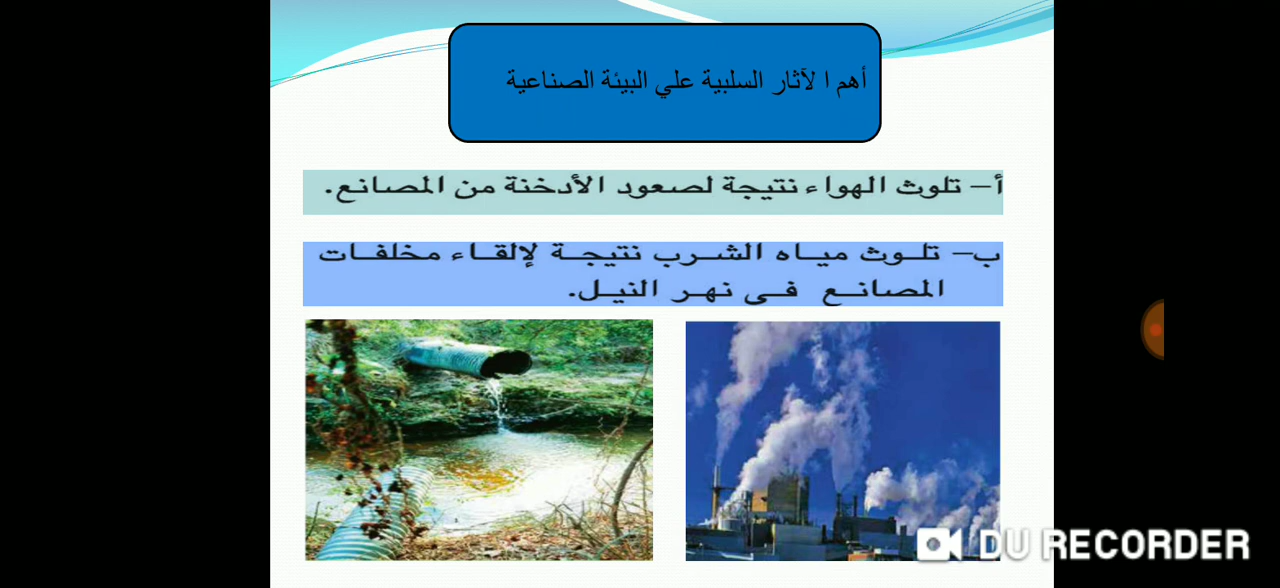 أهم ا لآثار السلبية علي البيئة الصناعية
أ– تلوث الهواء نتيجة لصعود الأدخنة من المصانع.
ب– تلوث مياه الشرب نتيجة لإلقاء مخلفات
المصانع فى نهر النيل.
DU RECORDER